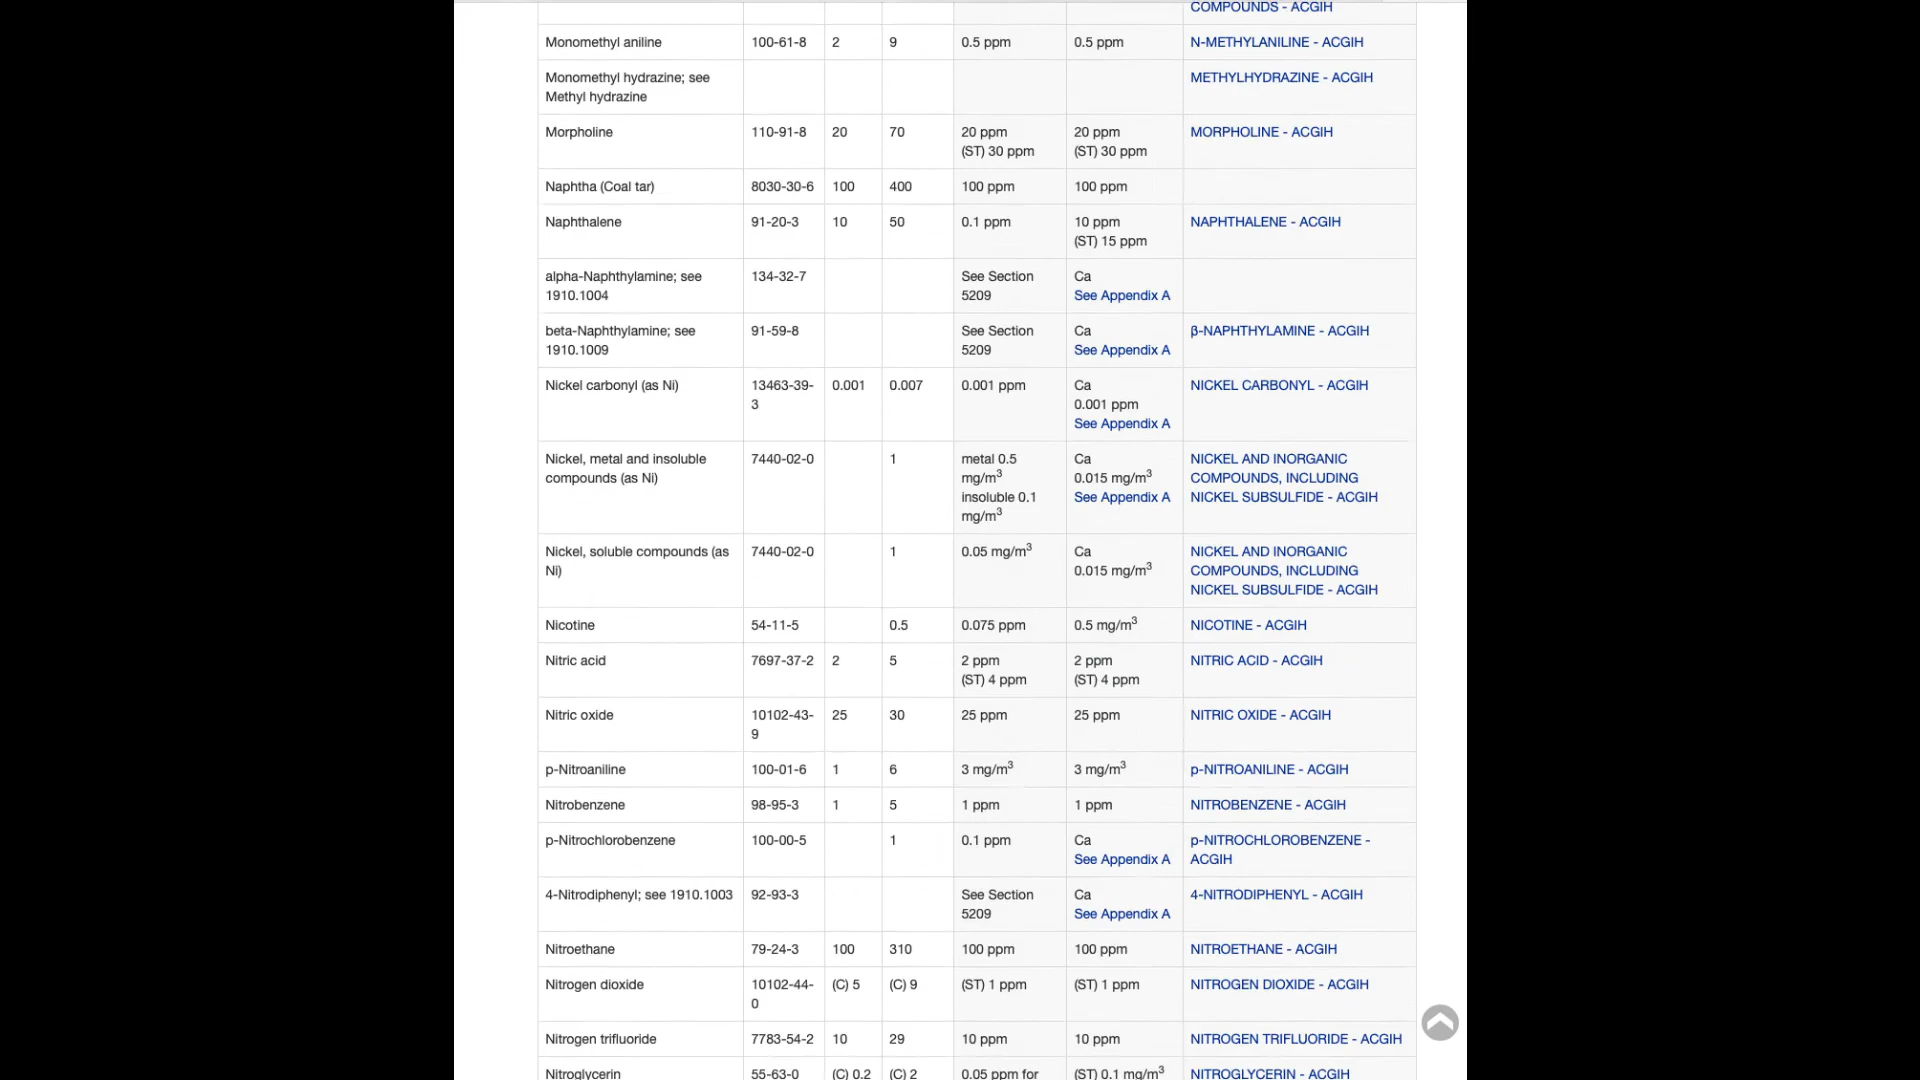 COMPOUNDS - ACGIH
Monomethyl aniline 100-61-8 2 9 0.5 ppm 0.5 ppm N-METHYLANILINE - ACGIH
Monomethyl hydrazine; see METHYLHYDRAZINE - ACGIH
Methyl hydrazine
Morpholine 110-91-8 20 70 20 ppm 20 ppm MORPHOLINE - ACGIH
(ST) 30 ppm (ST) 30 ppm
Naphtha (Coal tar) 8030-30-6 100 400 100 ppm 100 ppm
Naphthalene 91-20-3 10 50 0.1 ppm 10 ppm NAPHTHALENE - ACGIH
(ST) 15 ppm
alpha-Naphthylamine; see 134-32-7 See Section Ca
1910.1004 5209 See Appendix A
beta-Naphthylamine; see 91-59-8 See Section Ca β-NAPHTHYLAMINE - ACGIH
1910.1009 5209 See Appendix A
Nickel carbonyl (as Ni) 13463-39- 0.001 0.007 0.001 ppm Ca NICKEL CARBONYL - ACGIH
3 0.001 ppm
See Appendix A
Nickel, metal and insoluble 7440-02-0 1 metal 0.5 Ca NICKEL AND INORGANIC
compounds (as Ni) mg/m³ 0.015 mg/m³ COMPOUNDS, INCLUDING
insoluble 0.1 See Appendix A NICKEL SUBSULFIDE - ACGIH
mg/m³
Nickel, soluble compounds (as 7440-02-0 1 0.05 mg/m³ Ca NICKEL AND INORGANIC
Ni) 0.015 mg/m³ COMPOUNDS, INCLUDING
NICKEL SUBSULFIDE - ACGIH
Nicotine 54-11-5 0.5 0.075 ppm 0.5 mg/m³ NICOTINE - ACGIH
Nitric acid 7697-37-2 2 5 2 ppm 2 ppm NITRIC ACID - ACGIH
(ST) 4 ppm (ST) 4 ppm
Nitric oxide 10102-43- 25 30 25 ppm 25 ppm NITRIC OXIDE - ACGIH
9
p-Nitroaniline 100-01-6 1 6 3 mg/m³ 3 mg/m³ p-NITROANILINE - ACGIH
Nitrobenzene 98-95-3 1 5 1 ppm 1 ppm NITROBENZENE - ACGIH
p-Nitrochlorobenzene 100-00-5 1 0.1 ppm Ca p-NITROCHLOROBENZENE -
See Appendix A ACGIH
4-Nitrodiphenyl; see 1910.1003 92-93-3 See Section Ca 4-NITRODIPHENYL - ACGIH
5209 See Appendix A
Nitroethane 79-24-3 100 310 100 ppm 100 ppm NITROETHANE - ACGIH
Nitrogen dioxide 10102-44- (C) 5 (C) 9 (ST) 1 ppm (ST) 1 ppm NITROGEN DIOXIDE - ACGIH
0
Nitrogen trifluoride 7783-54-2 10 29 10 ppm 10 ppm NITROGEN TRIFLUORIDE - ACGIH
Nitroglycerin 55-63-0 (C) 0.2 (C) 2 0.05 ppm for (ST) 0.1 mg/m³ NITROGLYCERIN - ACGIH